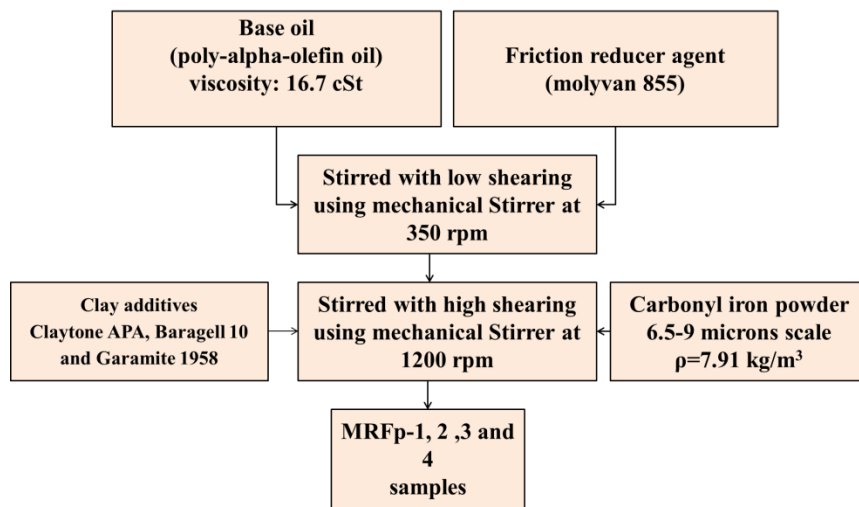 Base oil
(poly-alpha-olefin oil)
viscosity: 16.7 cSt
Friction reducer agent
(molyvan 855)
Stirred with low shearing
using mechanical Stirrer at
350 rpm
Clay additives
Claytone APA, Baragell 10
and Garamite 1958
Stirred with high shearing
using mechanical Stirrer at
1200 rpm
Carbonyl iron powder
6.5-9 microns scale
ρ=7.91 kg/m³
MRFp-1, 2 ,3 and
4
samples